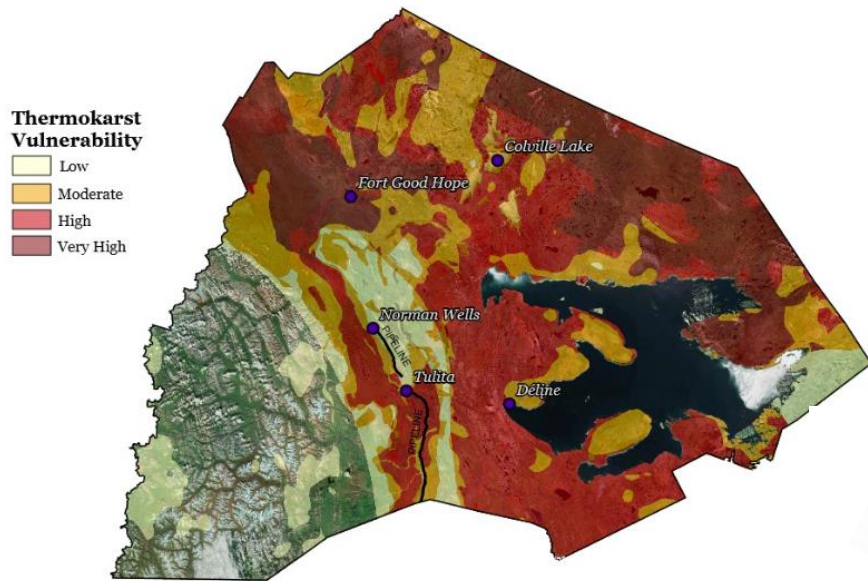 Thermokarst
Vulnerability
Low
Moderate
High
Very High
Colville Lake
Fort Good Hope
Norman Wells
PIPELINE
Tulita
Déline
PIPELINE